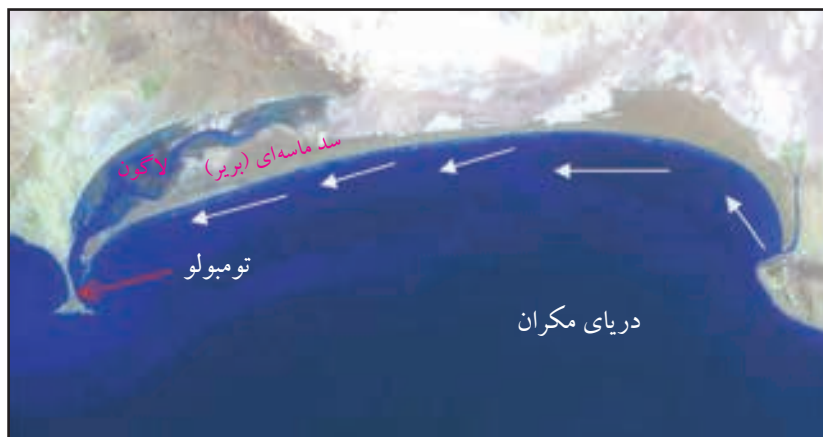 سد ماسه‌ای (بریر)
لاگون
تومبولو
دریای مکران